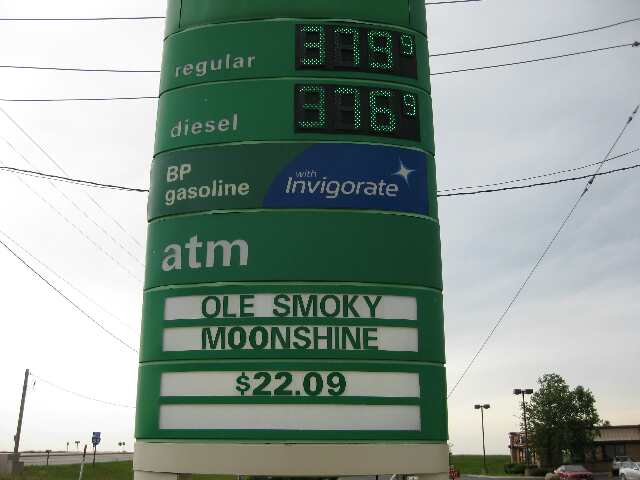 regular 379 9
diesel 376 9
BP
gasoline
with
Invigorate
atm
OLE SMOKY
MOONSHINE
$22.09